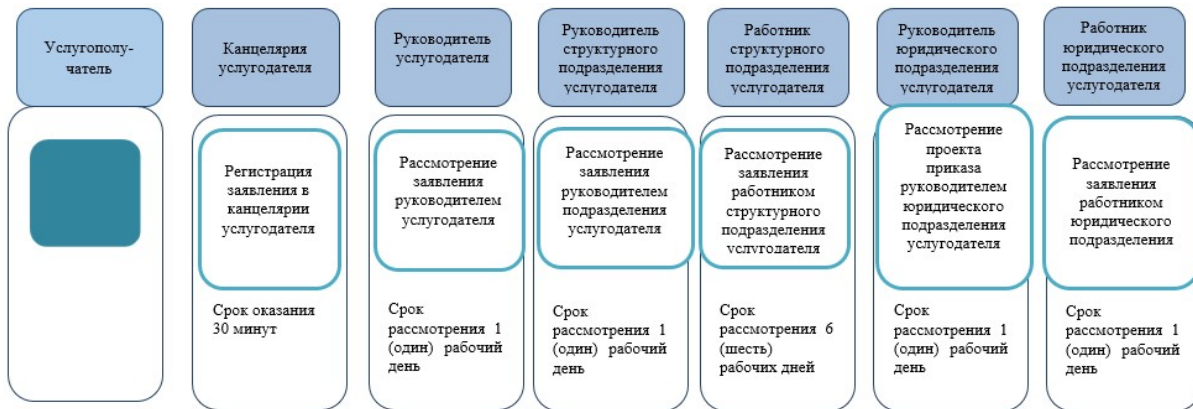 Услугополу-
чатель
Канцелярия
услугодателя
Руководитель
услугодателя
Руководитель
структурного
подразделения
услугодателя
Работник
структурного
подразделения
услугодателя
Руководитель
юридического
подразделения
услугодателя
Работник
юридического
подразделения
услугодателя
Регистрация
заявления в
канцелярии
услугодателя
Срок оказания
30 минут
Рассмотрение
заявления
руководителем
услугодателя
Срок
рассмотрения 1
(один) рабочий
день
Рассмотрение
заявления
руководителем
подразделения
услугодателя
Срок
рассмотрения 1
(один) рабочий
день
Рассмотрение
заявления
работником
структурного
подразделения
услугодателя
Срок
рассмотрения 6
(шесть)
рабочих дней
Рассмотрение
проекта
приказа
руководителем
юридического
подразделения
услугодателя
Срок
рассмотрения 1
(один) рабочий
день
Рассмотрение
заявления
работником
юридического
подразделения
Срок
рассмотрения 1
(один) рабочий
день